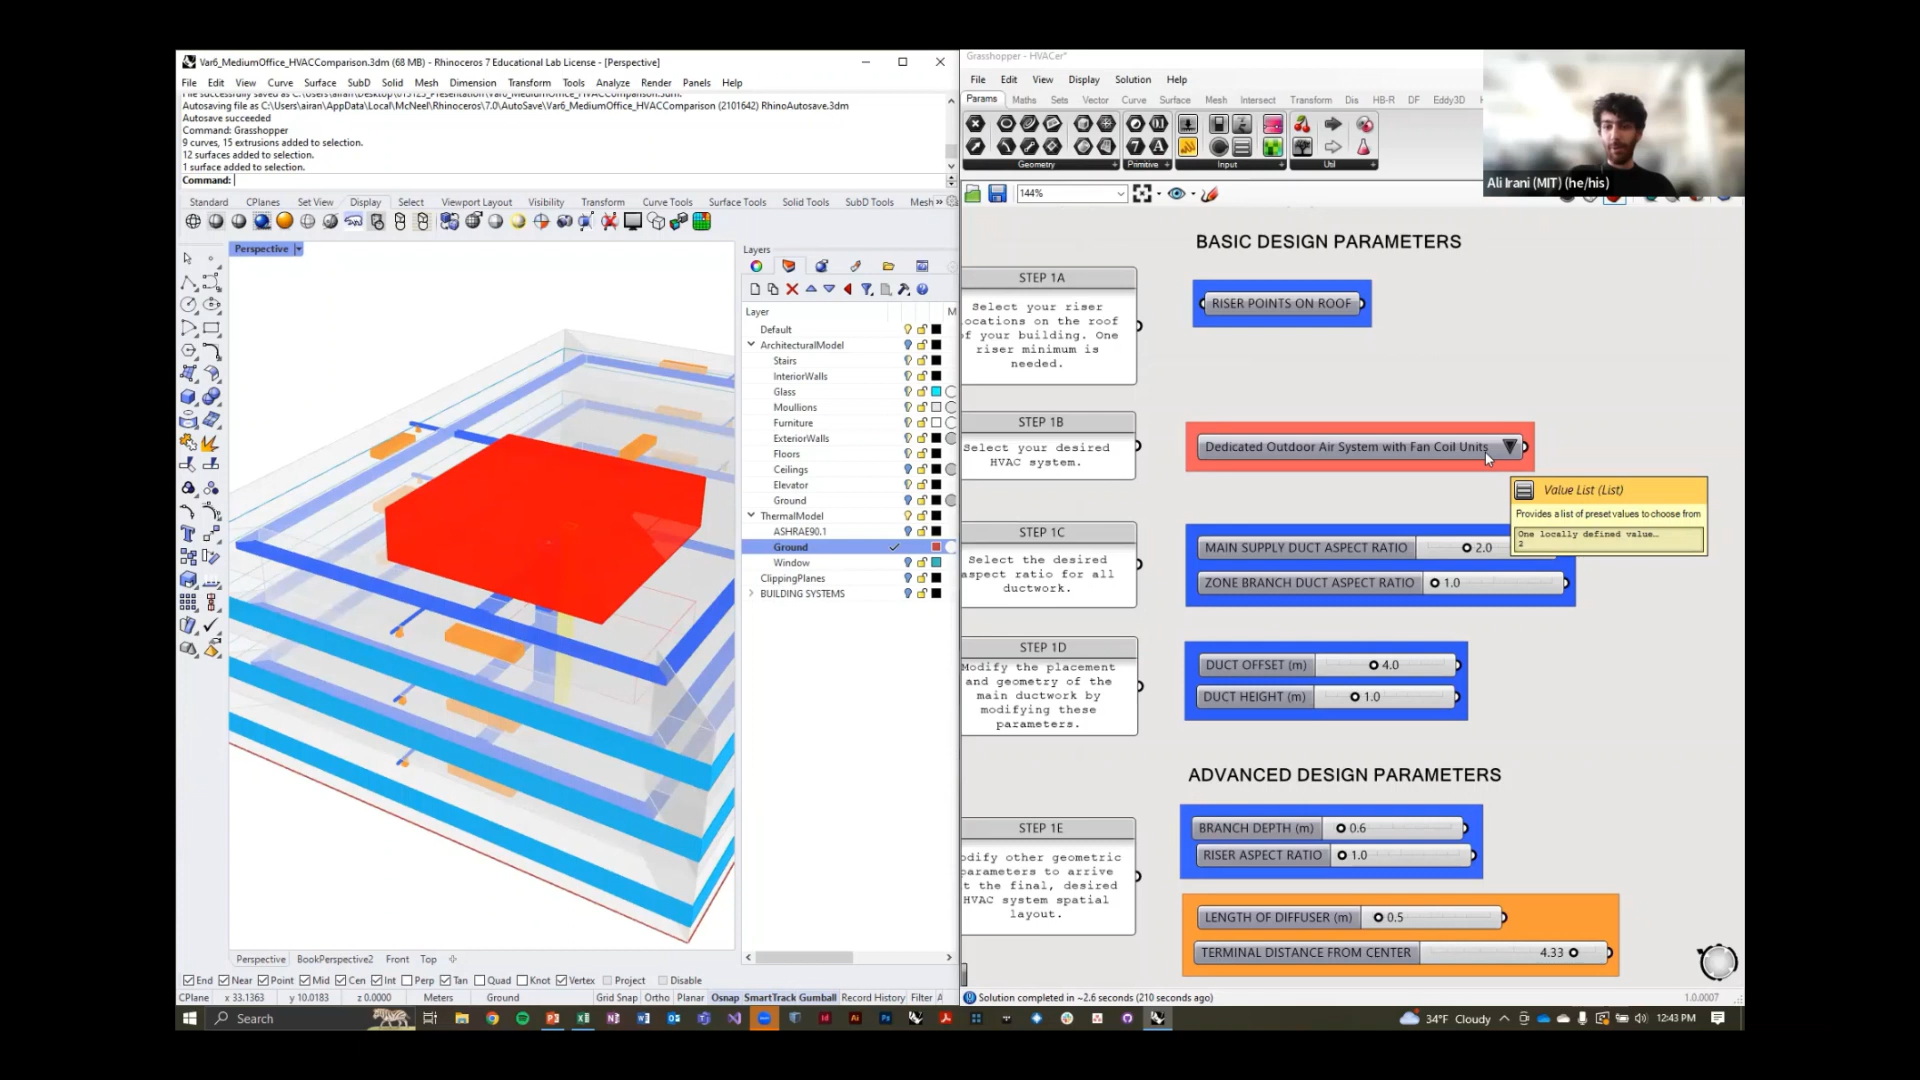 Var6_MediumOffice_HVACComparison.3dm (68 MB) - Rhinoceros 7 Educational Lab License - [Perspective]
File Edit View Curve Surface SubD Solid Mesh Dimension Transform Tools Analyze Render Panels Help
Autosaving file as C:\Users\airan\AppData\Local\McNeel\Rhinoceros\7.0\AutoSave\Var6_MediumOffice_HVACComparison (2101642) RhinoAutosave.3dm
Autosave succeeded
Command: Grasshopper
9 curves, 15 extrusions added to selection.
12 surfaces added to selection.
1 surface added to selection.
Command:
Standard CPlanes Set View Display Select Viewport Layout Visibility Transform Curve Tools Surface Tools Solid Tools SubD Tools Mesh »
Perspective
Layers
Layer M
Default
ArchitecturalModel
Stairs
InteriorWalls
Glass
Moullions
Furniture
ExteriorWalls
Floors
Ceilings
Elevator
Ground
ThermalModel
ASHRAE90.1
Ground
Window
ClippingPlanes
BUILDING SYSTEMS
Perspective BookPerspective2 Front Top
End Near Point Mid Cen Int Perp Tan Quad Knot Vertex Project Disable
CPlane x 33.1363 y 10.0183 z 0.0000 Meters Ground Grid Snap Ortho Planar Osnap SmartTrack Gumball Record History Filter A
Grasshopper - HVACer*
File Edit View Display Solution Help
Params Maths Sets Vector Curve Surface Mesh Intersect Transform Dis HB-R DF Eddy3D
Geometry Primitive Input Util
144%
Ali Irani (MIT) (he/his)
BASIC DESIGN PARAMETERS
STEP 1A
Select your riser
ocations on the roof
f your building. One
riser minimum is
needed.
RISER POINTS ON ROOF
STEP 1B
Select your desired
HVAC system.
Dedicated Outdoor Air System with Fan Coil Units
Value List (List)
Provides a list of preset values to choose from
One locally defined value…
2
STEP 1C
Select the desired
aspect ratio for all
ductwork.
MAIN SUPPLY DUCT ASPECT RATIO 2.0
ZONE BRANCH DUCT ASPECT RATIO 1.0
STEP 1D
Modify the placement
and geometry of the
main ductwork by
modifying these
parameters.
DUCT OFFSET (m) 4.0
DUCT HEIGHT (m) 1.0
ADVANCED DESIGN PARAMETERS
STEP 1E
odify other geometric
parameters to arrive
t the final, desired
HVAC system spatial
layout.
BRANCH DEPTH (m) 0.6
RISER ASPECT RATIO 1.0
LENGTH OF DIFFUSER (m) 0.5
TERMINAL DISTANCE FROM CENTER 4.33
Solution completed in ~2.6 seconds (210 seconds ago) 1.0.0007
Search 34°F Cloudy 12:43 PM